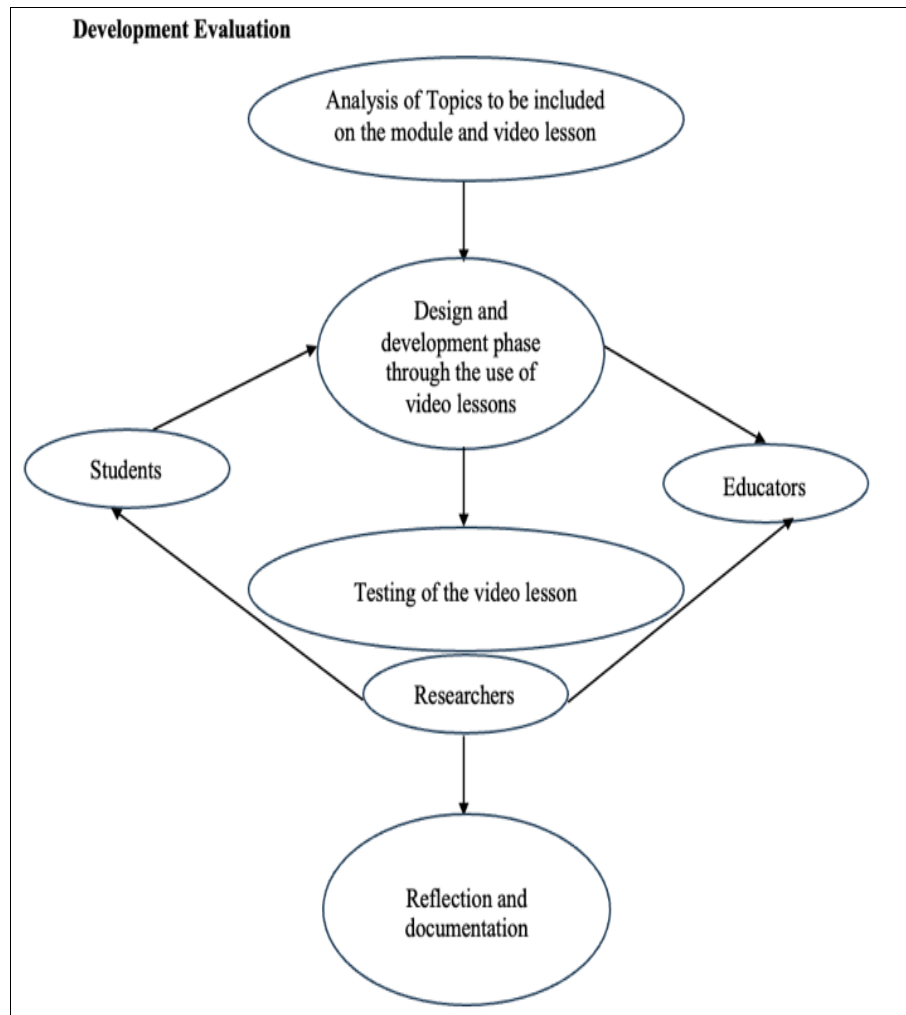 Development Evaluation
Analysis of Topics to be included
on the module and video lesson
Design and
development phase
through the use of
video lessons
Students
Educators
Testing of the video lesson
Researchers
Reflection and
documentation